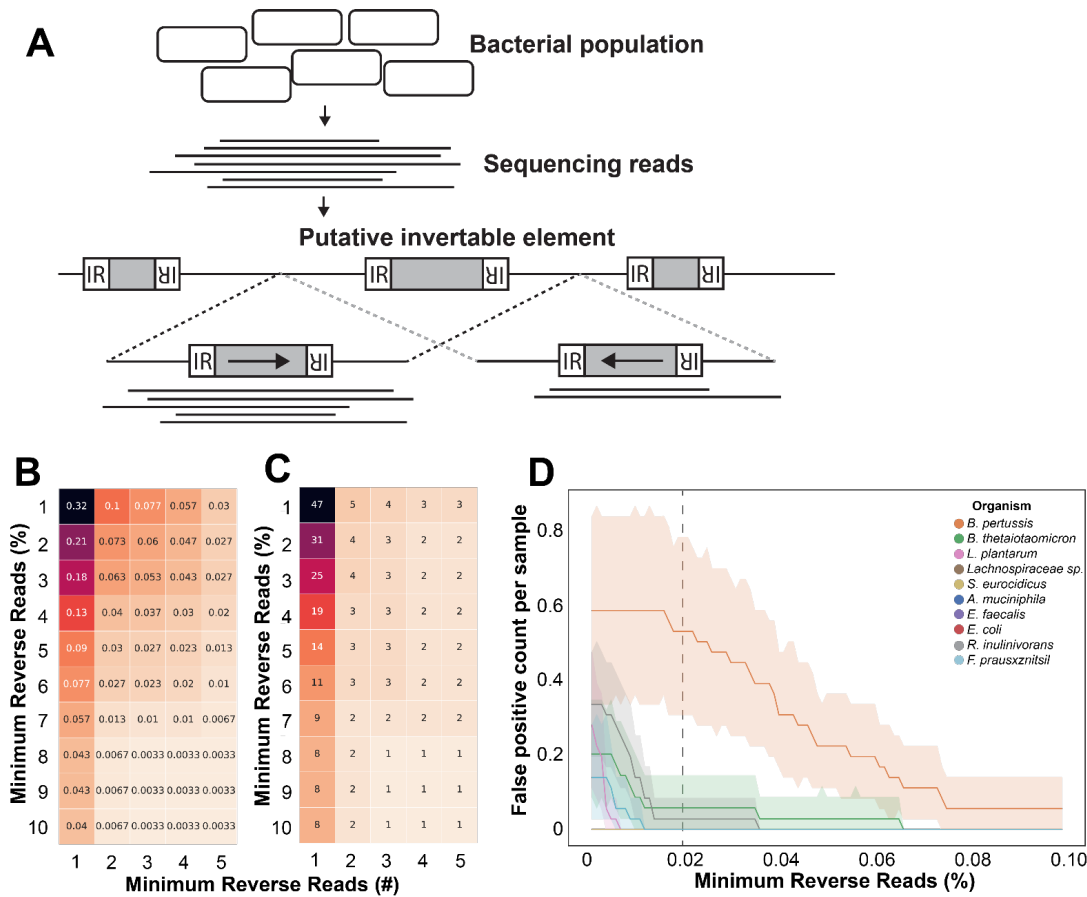 A
Bacterial population
Sequencing reads
Putative invertable element
IR IR IR IR IR IR
IR IR IR IR
B
Minimum Reverse Reads (%)
1 0.32 0.1 0.077 0.057 0.03
2 0.21 0.073 0.06 0.047 0.027
3 0.18 0.063 0.053 0.043 0.027
4 0.13 0.04 0.037 0.03 0.02
5 0.09 0.03 0.027 0.023 0.013
6 0.077 0.027 0.023 0.02 0.01
7 0.057 0.013 0.01 0.01 0.0067
8 0.043 0.0067 0.0033 0.0033 0.0033
9 0.043 0.0067 0.0033 0.0033 0.0033
10 0.04 0.0067 0.0033 0.0033 0.0033
1 2 3 4 5
C
Minimum Reverse Reads (%)
1 47 5 4 3 3
2 31 4 3 2 2
3 25 4 3 2 2
4 19 3 3 2 2
5 14 3 3 2 2
6 11 3 3 2 2
7 9 2 2 2 2
8 8 2 1 1 1
9 8 2 1 1 1
10 8 2 1 1 1
1 2 3 4 5
Minimum Reverse Reads (#)
D
False positive count per sample
0.8
0.6
0.4
0.2
0
0 0.02 0.04 0.06 0.08 0.10
Minimum Reverse Reads (%)
Organism
B. pertussis
B. thetaiotaomicron
L. plantarum
Lachnospiraceae sp.
S. eurocidicus
A. muciniphila
E. faecalis
E. coli
R. inulinivorans
F. prausxznitsil